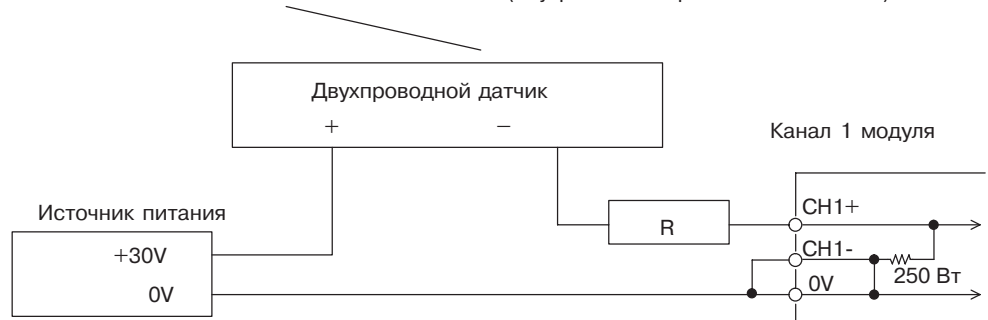 Двухпроводной датчик
+ −
Канал 1 модуля
Источник питания
CH1+
R
+30V
CH1-
0V
250 Вт
0V